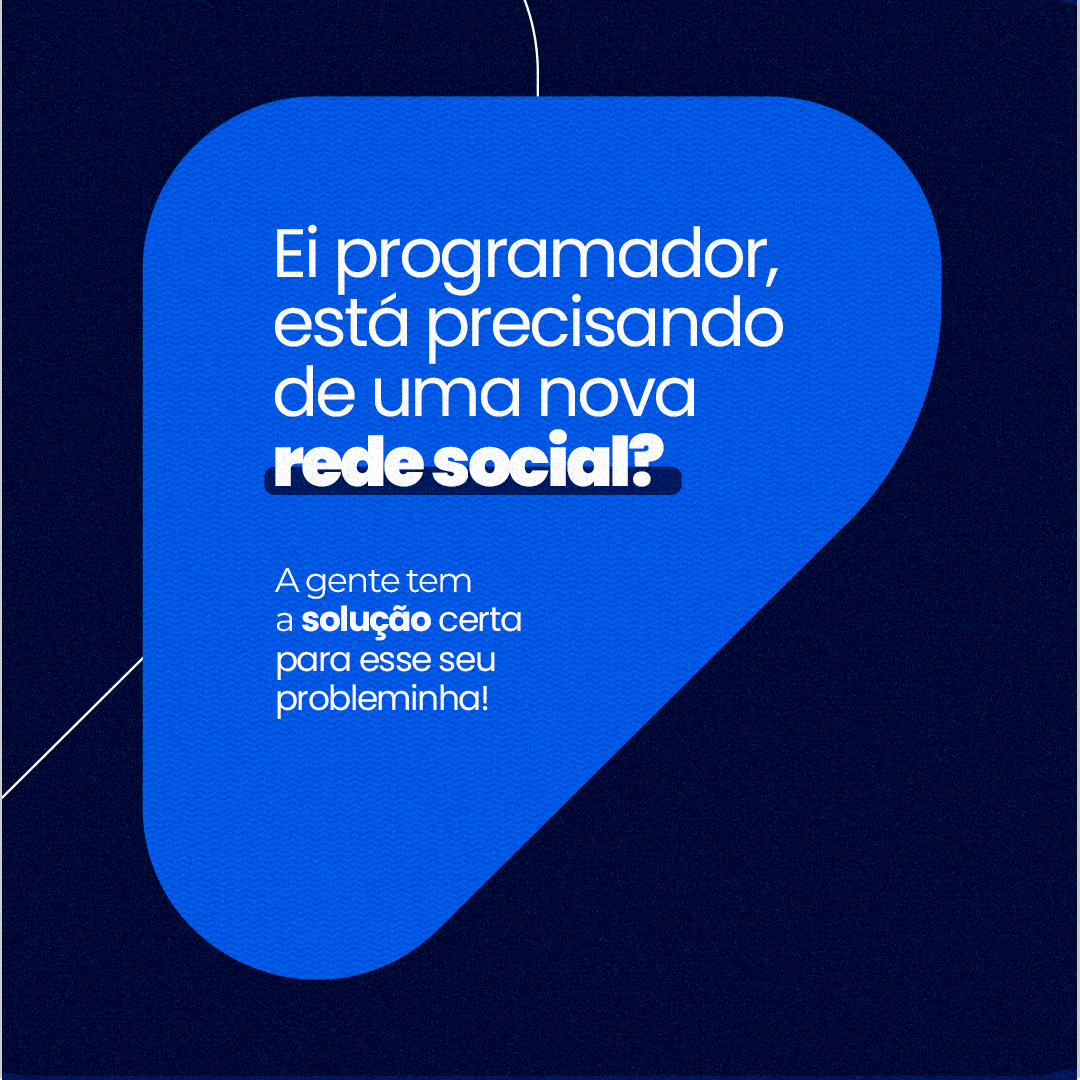 Ei programador,
está precisando
de uma nova
rede social?
A gente tem
a solução certa
para esse seu
probleminha!